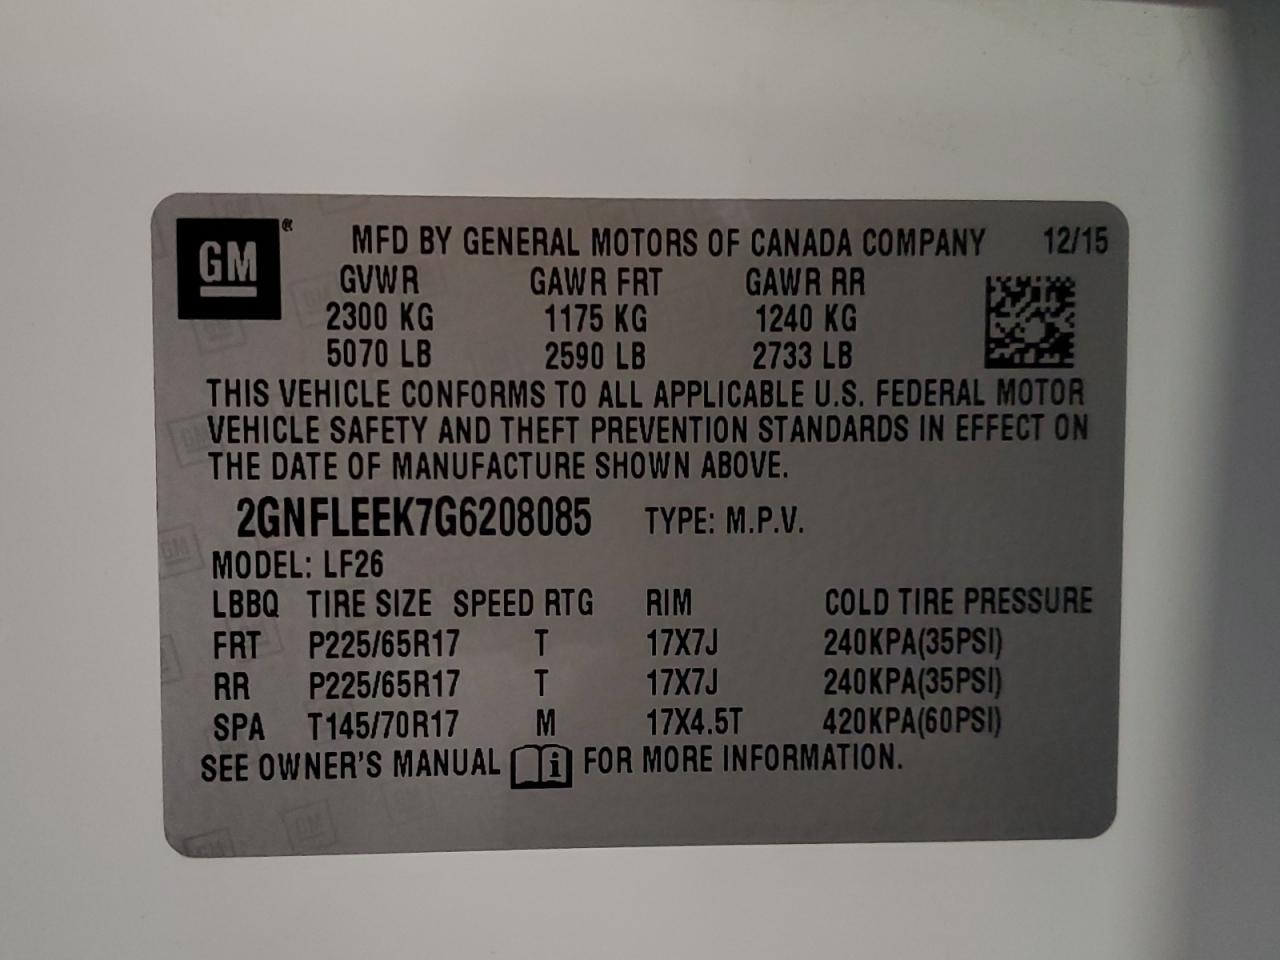 GM ® MFD BY GENERAL MOTORS OF CANADA COMPANY 12/15
GVWR GAWR FRT GAWR RR
2300 KG 1175 KG 1240 KG
5070 LB 2590 LB 2733 LB
THIS VEHICLE CONFORMS TO ALL APPLICABLE U.S. FEDERAL MOTOR
VEHICLE SAFETY AND THEFT PREVENTION STANDARDS IN EFFECT ON
THE DATE OF MANUFACTURE SHOWN ABOVE.
2GNFLEEK7G6208085 TYPE: M.P.V.
MODEL: LF26
LBBQ TIRE SIZE SPEED RTG RIM COLD TIRE PRESSURE
FRT P225/65R17 T 17X7J 240KPA(35PSI)
RR P225/65R17 T 17X7J 240KPA(35PSI)
SPA T145/70R17 M 17X4.5T 420KPA(60PSI)
SEE OWNER'S MANUAL i FOR MORE INFORMATION.